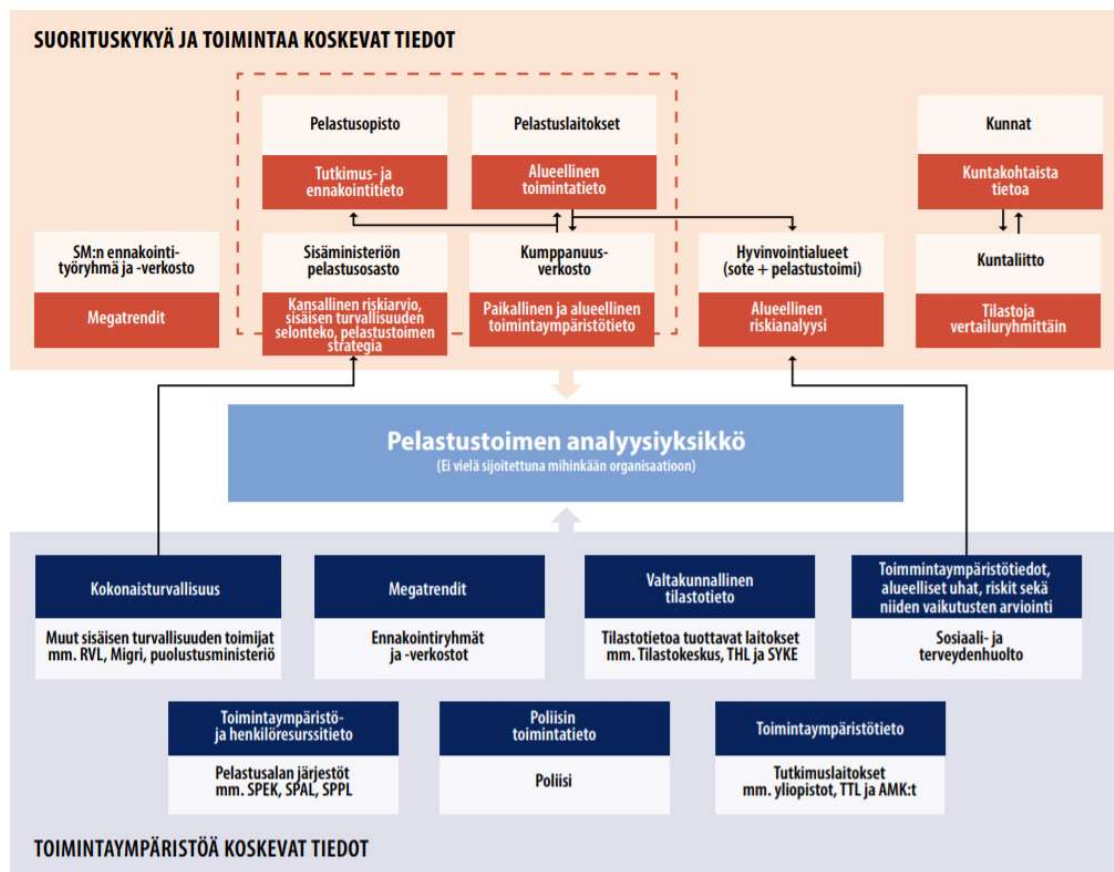 SUORITUSKYKYÄ JA TOIMINTAA KOSKEVAT TIEDOT
Pelastusopisto
Tutkimus- ja
ennakointitieto
Pelastuslaitokset
Alueellinen
toimintatieto
Kunnat
Kuntakohtaista
tietoa
SM:n ennakointi-
työryhmä ja -verkosto
Megatrendit
Sisäministeriön
pelastusosasto
Kansallinen riskiarvio,
sisäisen turvallisuuden
selonteko, pelastustoimen
strategia
Kumppanuus-
verkosto
Paikallinen ja alueellinen
toimintaympäristötieto
Hyvinvointialueet
(sote + pelastustoimi)
Alueellinen
riskianalyysi
Kuntaliitto
Tilastoja
vertailuryhmittäin
Pelastustoimen analyysiyksikkö
(Ei vielä sijoitettuna mihinkään organisaatioon)
Kokonaisturvallisuus
Muut sisäisen turvallisuuden toimijat
mm. RVL, Migri, puolustusministeriö
Megatrendit
Ennakointiryhmät
ja -verkostot
Valtakunnallinen
tilastotieto
Tilastotietoa tuottavat laitokset
mm. Tilastokeskus, THL ja SYKE
Toimmintaympäristötiedot,
alueelliset uhat, riskit sekä
niiden vaikutusten arviointi
Sosiaali- ja
terveydenhuolto
Toimintaympäristö-
ja henkilöresurssitieto
Pelastusalan järjestöt
mm. SPEK, SPAL, SPPL
Poliisin
toimintatieto
Poliisi
Toimintaympäristötieto
Tutkimuslaitokset
mm. yliopistot, TTL ja AMK:t
TOIMINTAYMPÄRISTÖÄ KOSKEVAT TIEDOT